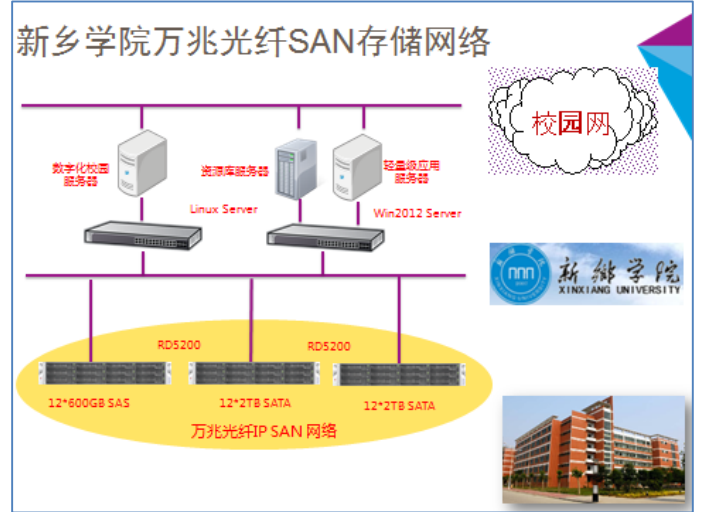 新乡学院万兆光纤SAN存储网络
校园网
数字化校园
服务器
资源库服务器
轻量级应用
服务器
Linux Server
Win2012 Server
新鄉学院
XINXIANG UNIVERSITY
RD5200
RD5200
12*600GB SAS
12*2TB SATA
12*2TB SATA
万兆光纤IP SAN 网络